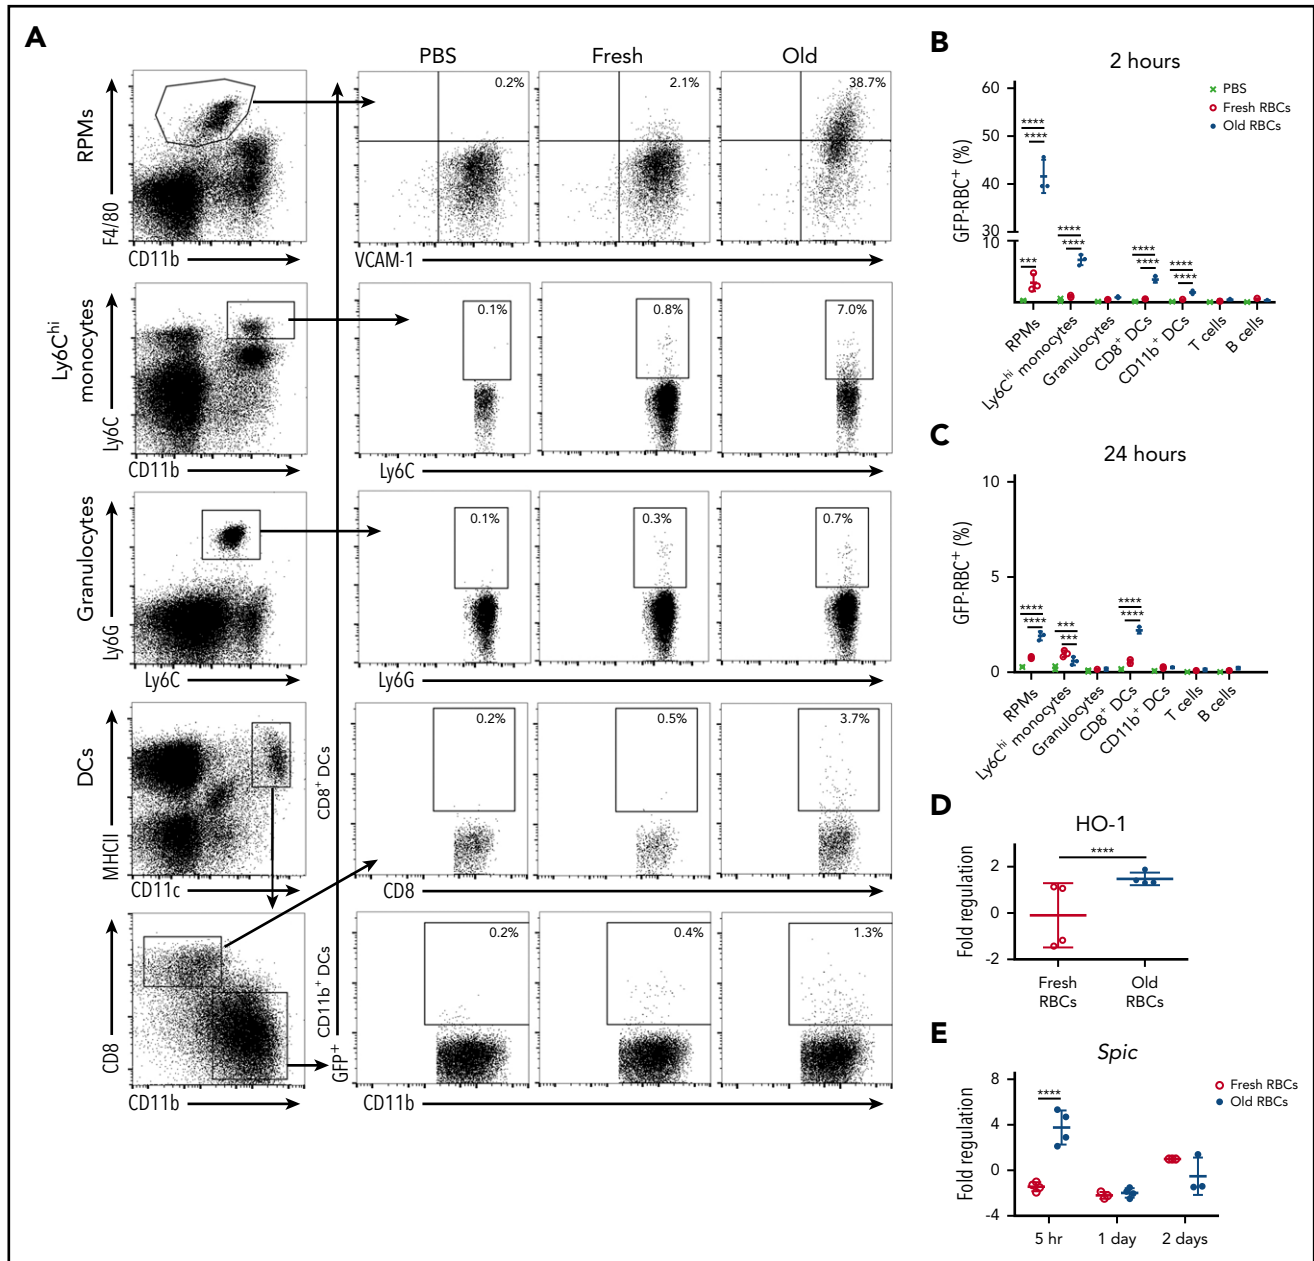 A
PBS
Fresh
Old
RPMs
F4/80
CD11b
0.2%
2.1%
38.7%
VCAM-1
Ly6C^hi
monocytes
Ly6C
CD11b
0.1%
0.8%
7.0%
Ly6C
Granulocytes
Ly6G
Ly6C
0.1%
0.3%
0.7%
Ly6G
DCs
MHCII
CD11c
CD8+ DCs
0.2%
0.5%
3.7%
CD8
CD8
CD11b
CD11b+ DCs
GFP+
0.2%
0.4%
1.3%
CD11b
B
2 hours
GFP-RBC+ (%)
60
50
40
30
10
0
PBS
Fresh RBCs
Old RBCs
****
****
***
****
****
****
****
****
****
RPMs
Ly6C^hi monocytes
Granulocytes
CD8+ DCs
CD11b+ DCs
T cells
B cells
C
24 hours
GFP-RBC+ (%)
10
5
0
****
****
***
***
****
****
RPMs
Ly6C^hi monocytes
Granulocytes
CD8+ DCs
CD11b+ DCs
T cells
B cells
D
HO-1
Fold regulation
2
0
-2
****
Fresh
RBCs
Old
RBCs
E
Spic
Fold regulation
8
4
0
-4
****
Fresh RBCs
Old RBCs
5 hr
1 day
2 days